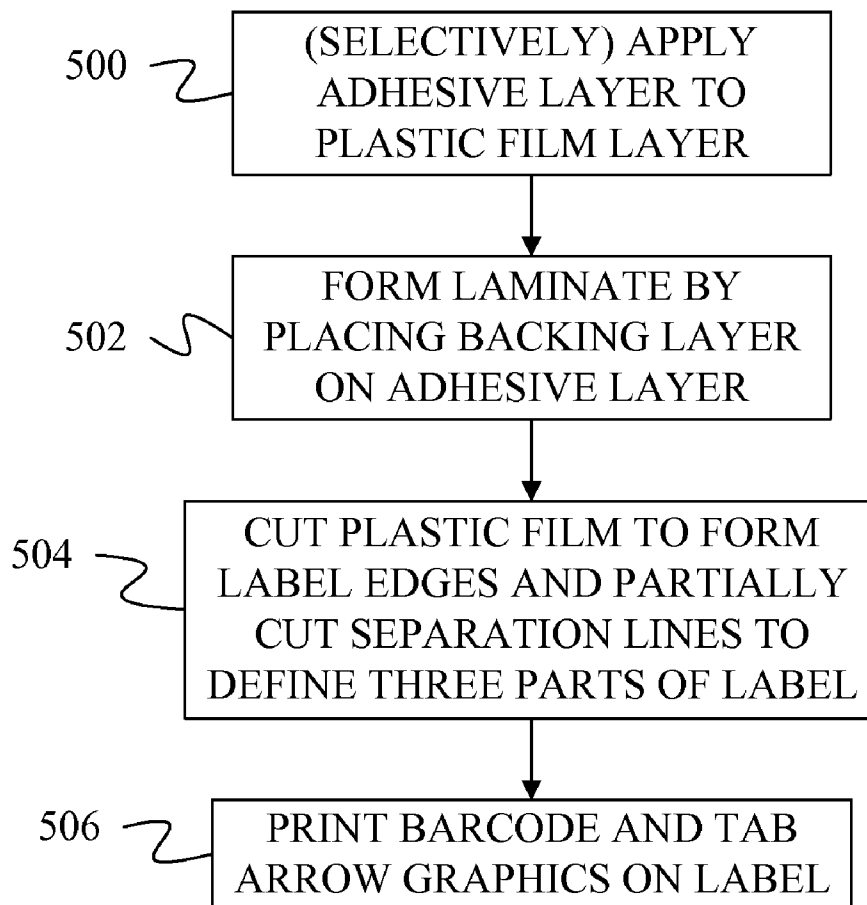 500
(SELECTIVELY) APPLY
ADHESIVE LAYER TO
PLASTIC FILM LAYER
502
FORM LAMINATE BY
PLACING BACKING LAYER
ON ADHESIVE LAYER
504
CUT PLASTIC FILM TO FORM
LABEL EDGES AND PARTIALLY
CUT SEPARATION LINES TO
DEFINE THREE PARTS OF LABEL
506
PRINT BARCODE AND TAB
ARROW GRAPHICS ON LABEL